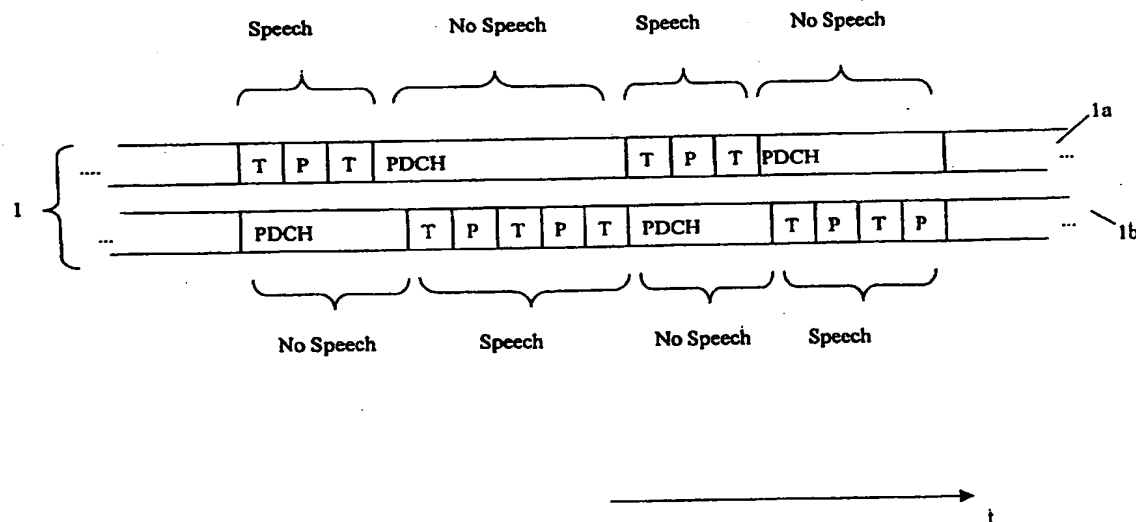 Speech No Speech Speech No Speech
1a
.... T P T PDCH T P T PDCH ...
1
... PDCH T P T P T PDCH T P T P ...
1b
No Speech Speech No Speech Speech
t